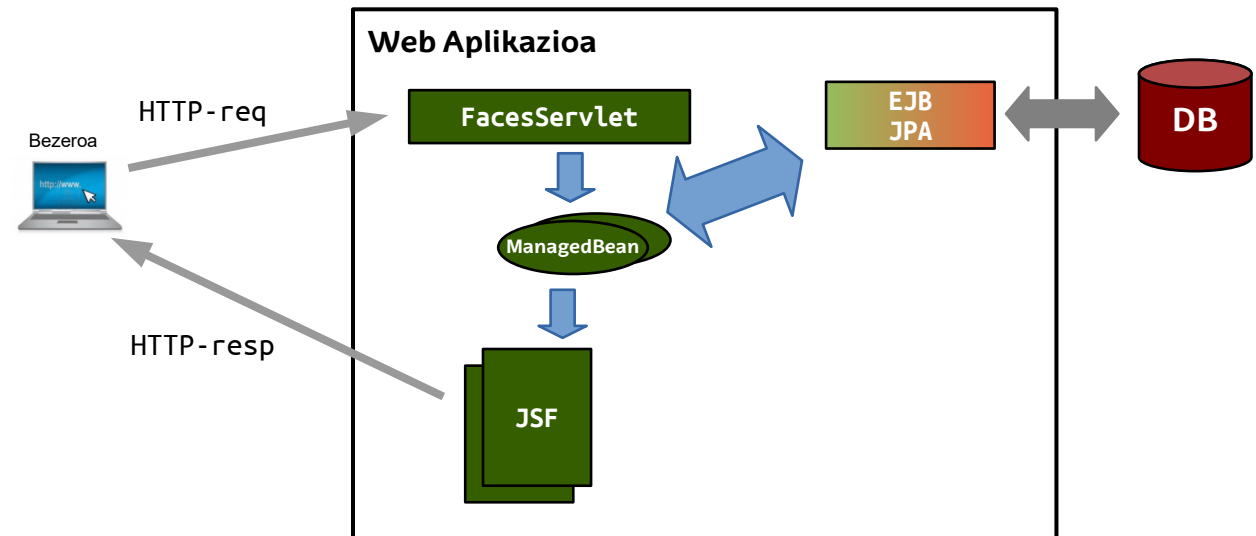 Web Aplikazioa
HTTP-req
FacesServlet
EJB
JPA
DB
Bezeroa
http://www.
ManagedBean
HTTP-resp
JSF